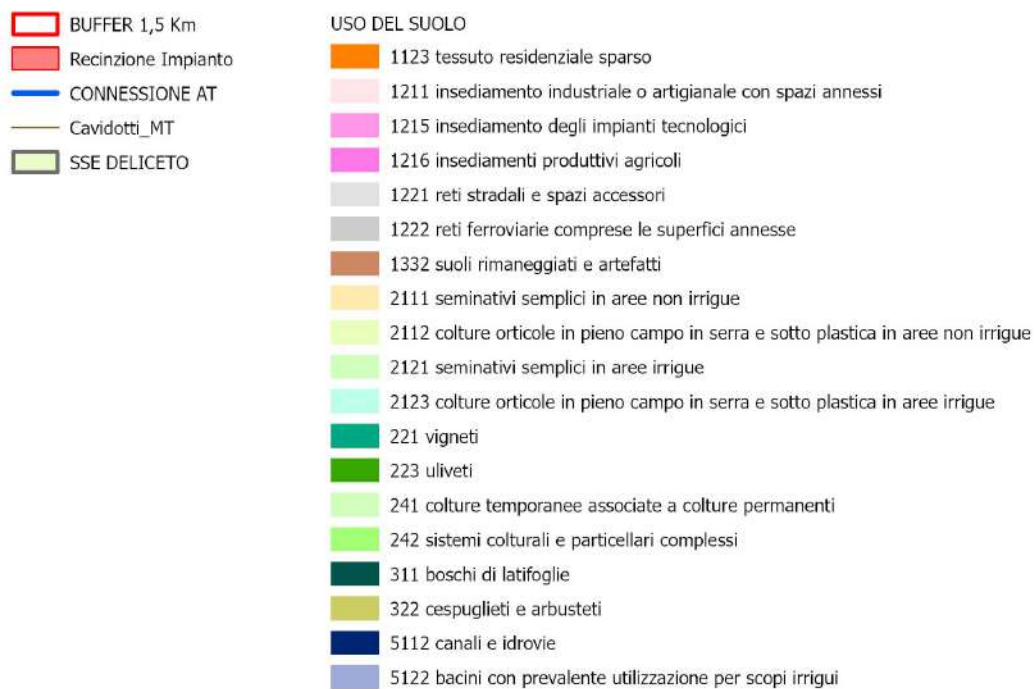 BUFFER 1,5 Km
Recinzione Impianto
CONNESSIONE AT
Cavidotti_MT
SSE DELICETO
USO DEL SUOLO
1123 tessuto residenziale sparso
1211 insediamento industriale o artigianale con spazi annessi
1215 insediamento degli impianti tecnologici
1216 insediamenti produttivi agricoli
1221 reti stradali e spazi accessori
1222 reti ferroviarie comprese le superfici annesse
1332 suoli rimaneggiati e artefatti
2111 seminativi semplici in aree non irrigue
2112 colture orticole in pieno campo in serra e sotto plastica in aree non irrigue
2121 seminativi semplici in aree irrigue
2123 colture orticole in pieno campo in serra e sotto plastica in aree irrigue
221 vigneti
223 uliveti
241 colture temporanee associate a colture permanenti
242 sistemi colturali e particellari complessi
311 boschi di latifoglie
322 cespuglieti e arbusteti
5112 canali e idrovie
5122 bacini con prevalente utilizzazione per scopi irrigui